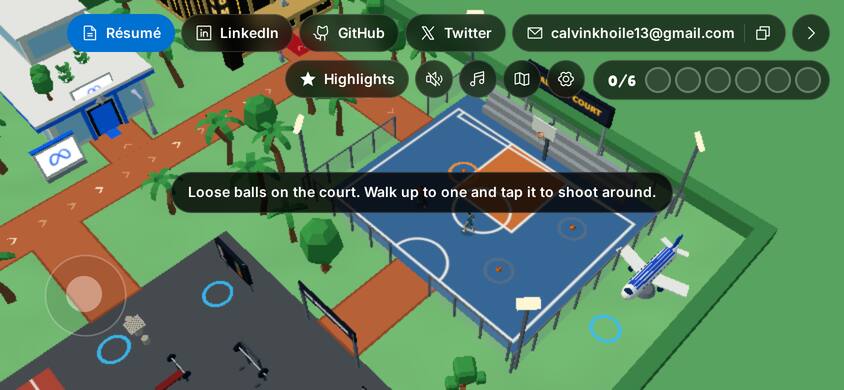 Résumé
LinkedIn
GitHub
Twitter
calvinkhoile13@gmail.com
Highlights
0/6
COURT
Loose balls on the court. Walk up to one and tap it to shoot around.